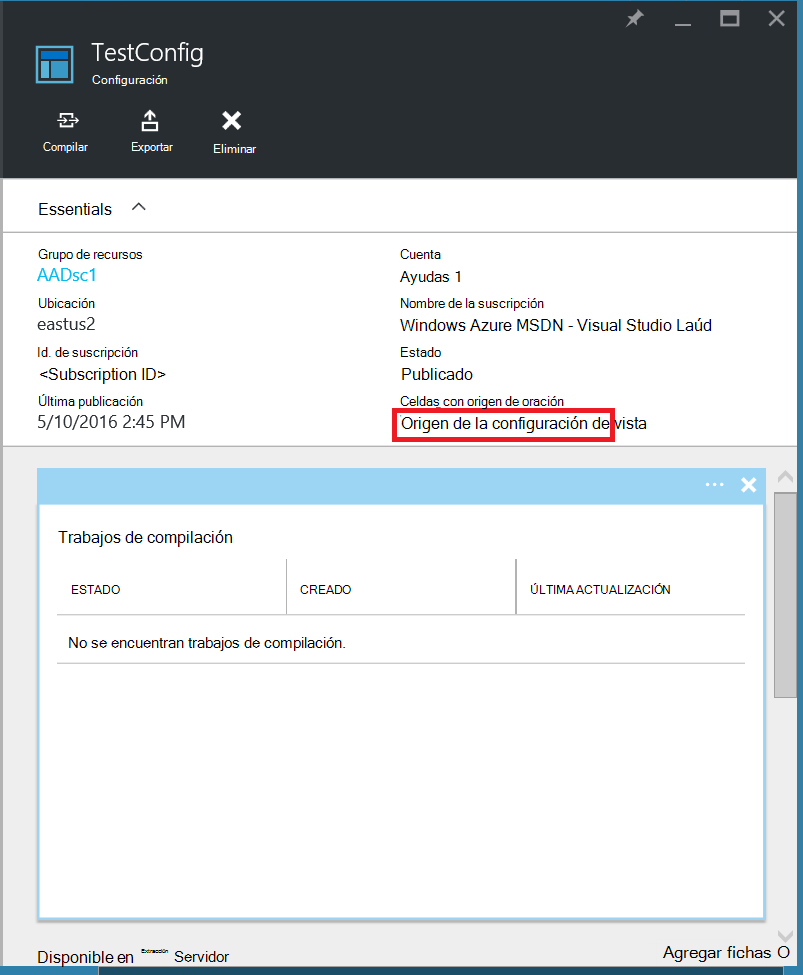 TestConfig
Configuración
Compilar
Exportar
Eliminar
Essentials
Grupo de recursos
AADsc1
Cuenta
Ayudas 1
Ubicación
eastus2
Nombre de la suscripción
Windows Azure MSDN - Visual Studio Laúd
Id. de suscripción
<Subscription ID>
Estado
Publicado
Última publicación
5/10/2016 2:45 PM
Celdas con origen de oración
Origen de la configuración de vista
Trabajos de compilación
ESTADO
CREADO
ÚLTIMA ACTUALIZACIÓN
No se encuentran trabajos de compilación.
Disponible en Extracción Servidor
Agregar fichas O